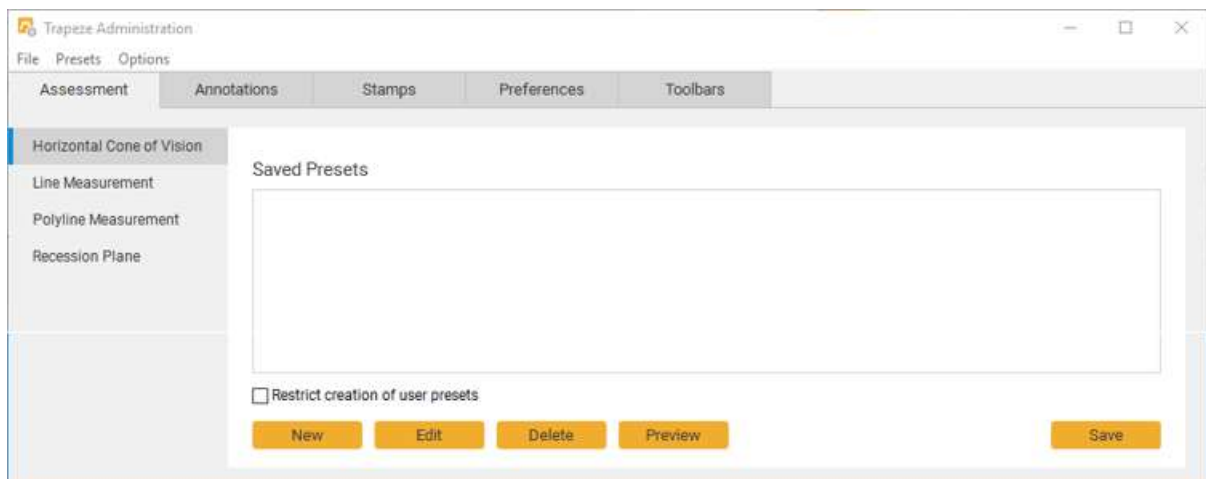 Trapeze Administration
File Presets Options
Assessment Annotations Stamps Preferences Toolbars
Horizontal Cone of Vision
Line Measurement
Polyline Measurement
Recession Plane
Saved Presets
Restrict creation of user presets
New Edit Delete Preview Save